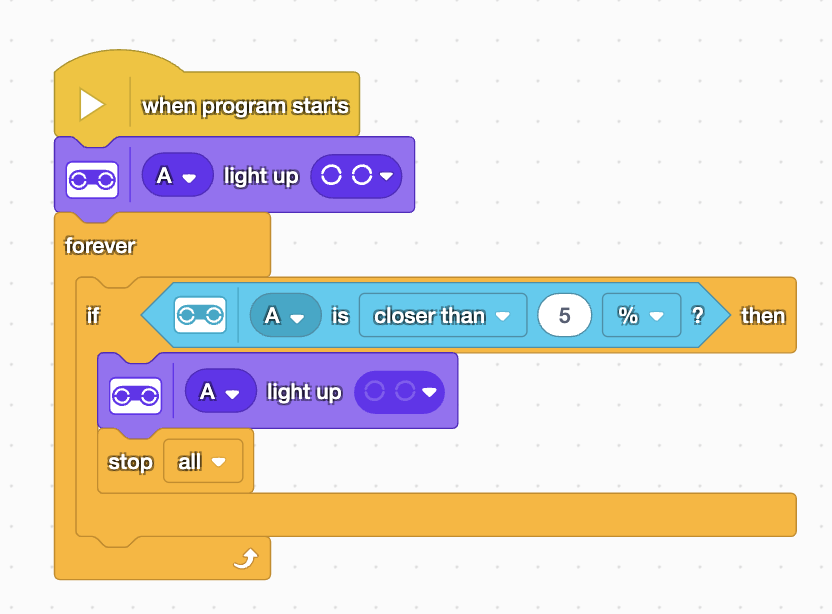 when program starts
A light up
forever
if A is closer than 5 % ? then
A light up
stop all